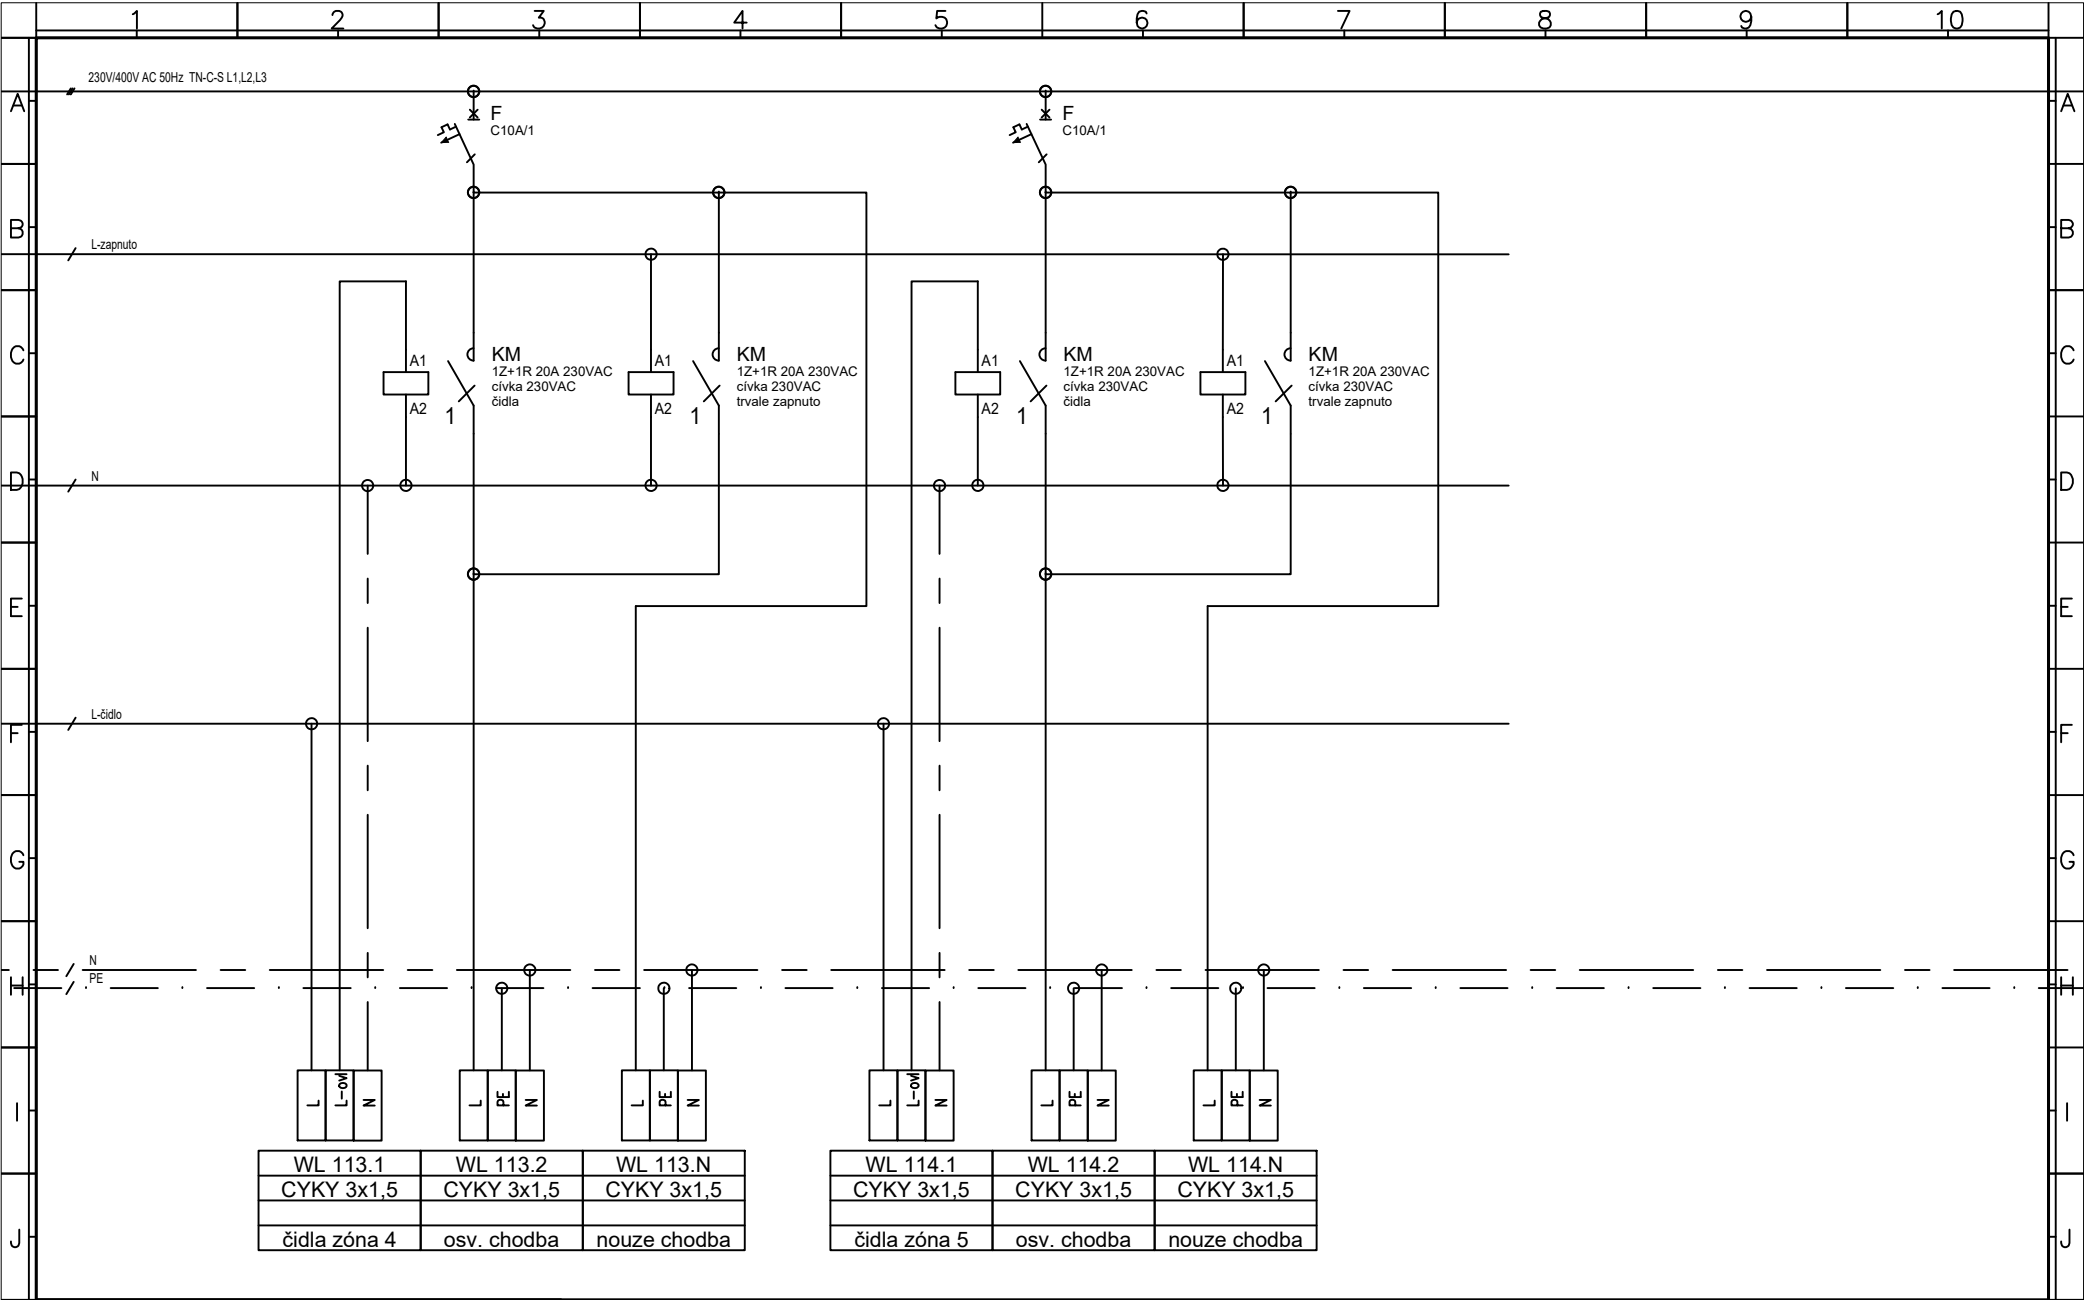 1 2 3 4 5 6 7 8 9 10
230V/400V AC 50Hz TN-C-S L1,L2,L3
A A
F F
C10A/1 C10A/1
B B
L-zapnuto
C C
A1 KM A1 KM A1 KM A1 KM
1Z+1R 20A 230VAC 1Z+1R 20A 230VAC 1Z+1R 20A 230VAC 1Z+1R 20A 230VAC
cívka 230VAC cívka 230VAC cívka 230VAC cívka 230VAC
čidla trvale zapnuto čidla trvale zapnuto
A2 1 A2 1 A2 1 A2 1
D N D
E E
L-čidlo
F F
G G
N
H PE H
I L L-ovl N L PE N L PE N L L-ovl N L PE N L PE N I
WL 113.1 WL 113.2 WL 113.N WL 114.1 WL 114.2 WL 114.N
CYKY 3x1,5 CYKY 3x1,5 CYKY 3x1,5 CYKY 3x1,5 CYKY 3x1,5 CYKY 3x1,5
J čidla zóna 4 osv. chodba nouze chodba čidla zóna 5 osv. chodba nouze chodba J